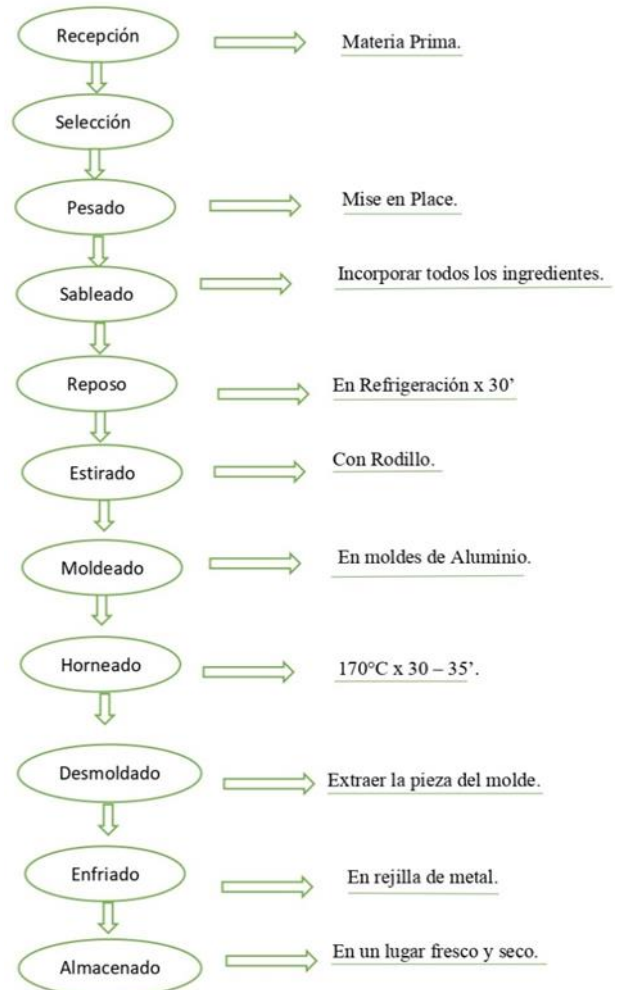 Recepción
Materia Prima.
Selección
Pesado
Mise en Place.
Sableado
Incorporar todos los ingredientes.
Reposo
En Refrigeración x 30’
Estirado
Con Rodillo.
Moldeado
En moldes de Aluminio.
Horneado
170°C x 30 – 35’.
Desmoldado
Extraer la pieza del molde.
Enfriado
En rejilla de metal.
Almacenado
En un lugar fresco y seco.